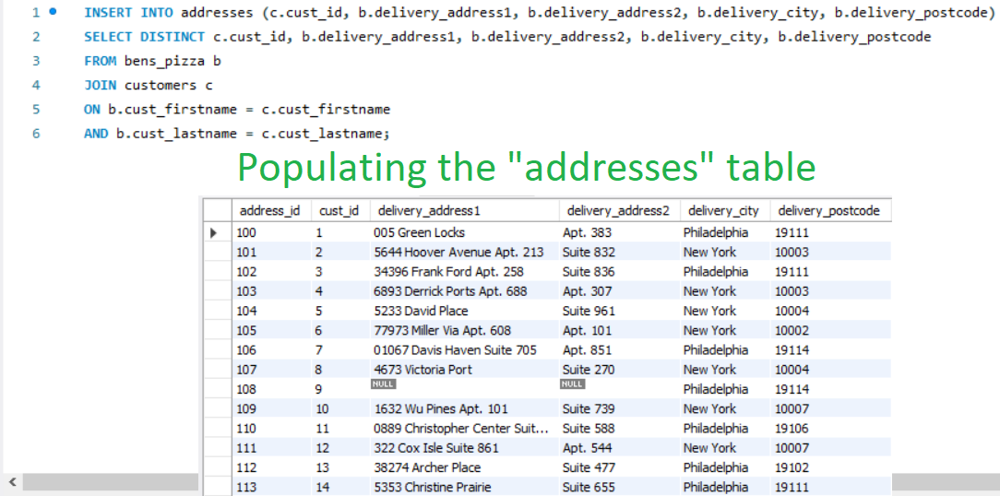 1 INSERT INTO addresses (c.cust_id, b.delivery_address1, b.delivery_address2, b.delivery_city, b.delivery_postcode)
2 SELECT DISTINCT c.cust_id, b.delivery_address1, b.delivery_address2, b.delivery_city, b.delivery_postcode
3 FROM bens_pizza b
4 JOIN customers c
5 ON b.cust_firstname = c.cust_firstname
6 AND b.cust_lastname = c.cust_lastname;
Populating the "addresses" table
address_id cust_id delivery_address1 delivery_address2 delivery_city delivery_postcode
100 1 005 Green Locks Apt. 383 Philadelphia 19111
101 2 5644 Hoover Avenue Apt. 213 Suite 832 New York 10003
102 3 34396 Frank Ford Apt. 258 Suite 836 Philadelphia 19111
103 4 6893 Derrick Ports Apt. 688 Apt. 307 New York 10003
104 5 5233 David Place Suite 961 New York 10004
105 6 77973 Miller Via Apt. 608 Apt. 101 New York 10002
106 7 01067 Davis Haven Suite 705 Apt. 851 Philadelphia 19114
107 8 4673 Victoria Port Suite 270 New York 10004
108 9 NULL NULL Philadelphia 19114
109 10 1632 Wu Pines Apt. 101 Suite 739 New York 10007
110 11 0889 Christopher Center Suit... Suite 588 Philadelphia 19106
111 12 322 Cox Isle Suite 861 Apt. 544 New York 10007
112 13 38274 Archer Place Suite 477 Philadelphia 19102
113 14 5353 Christine Prairie Suite 655 Philadelphia 19111